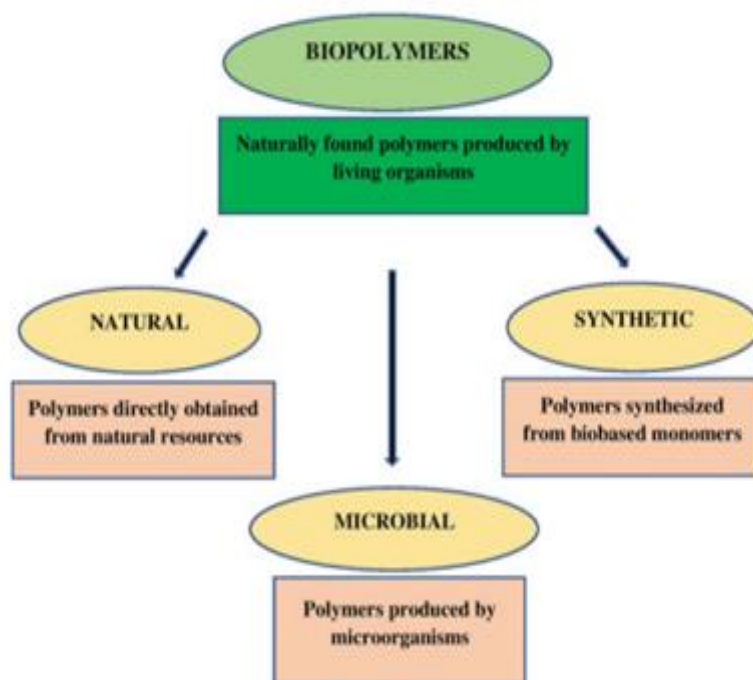 BIOPOLYMERS
Naturally found polymers produced by
living organisms
NATURAL
Polymers directly obtained
from natural resources
SYNTHETIC
Polymers synthesized
from biobased monomers
MICROBIAL
Polymers produced by
microorganisms